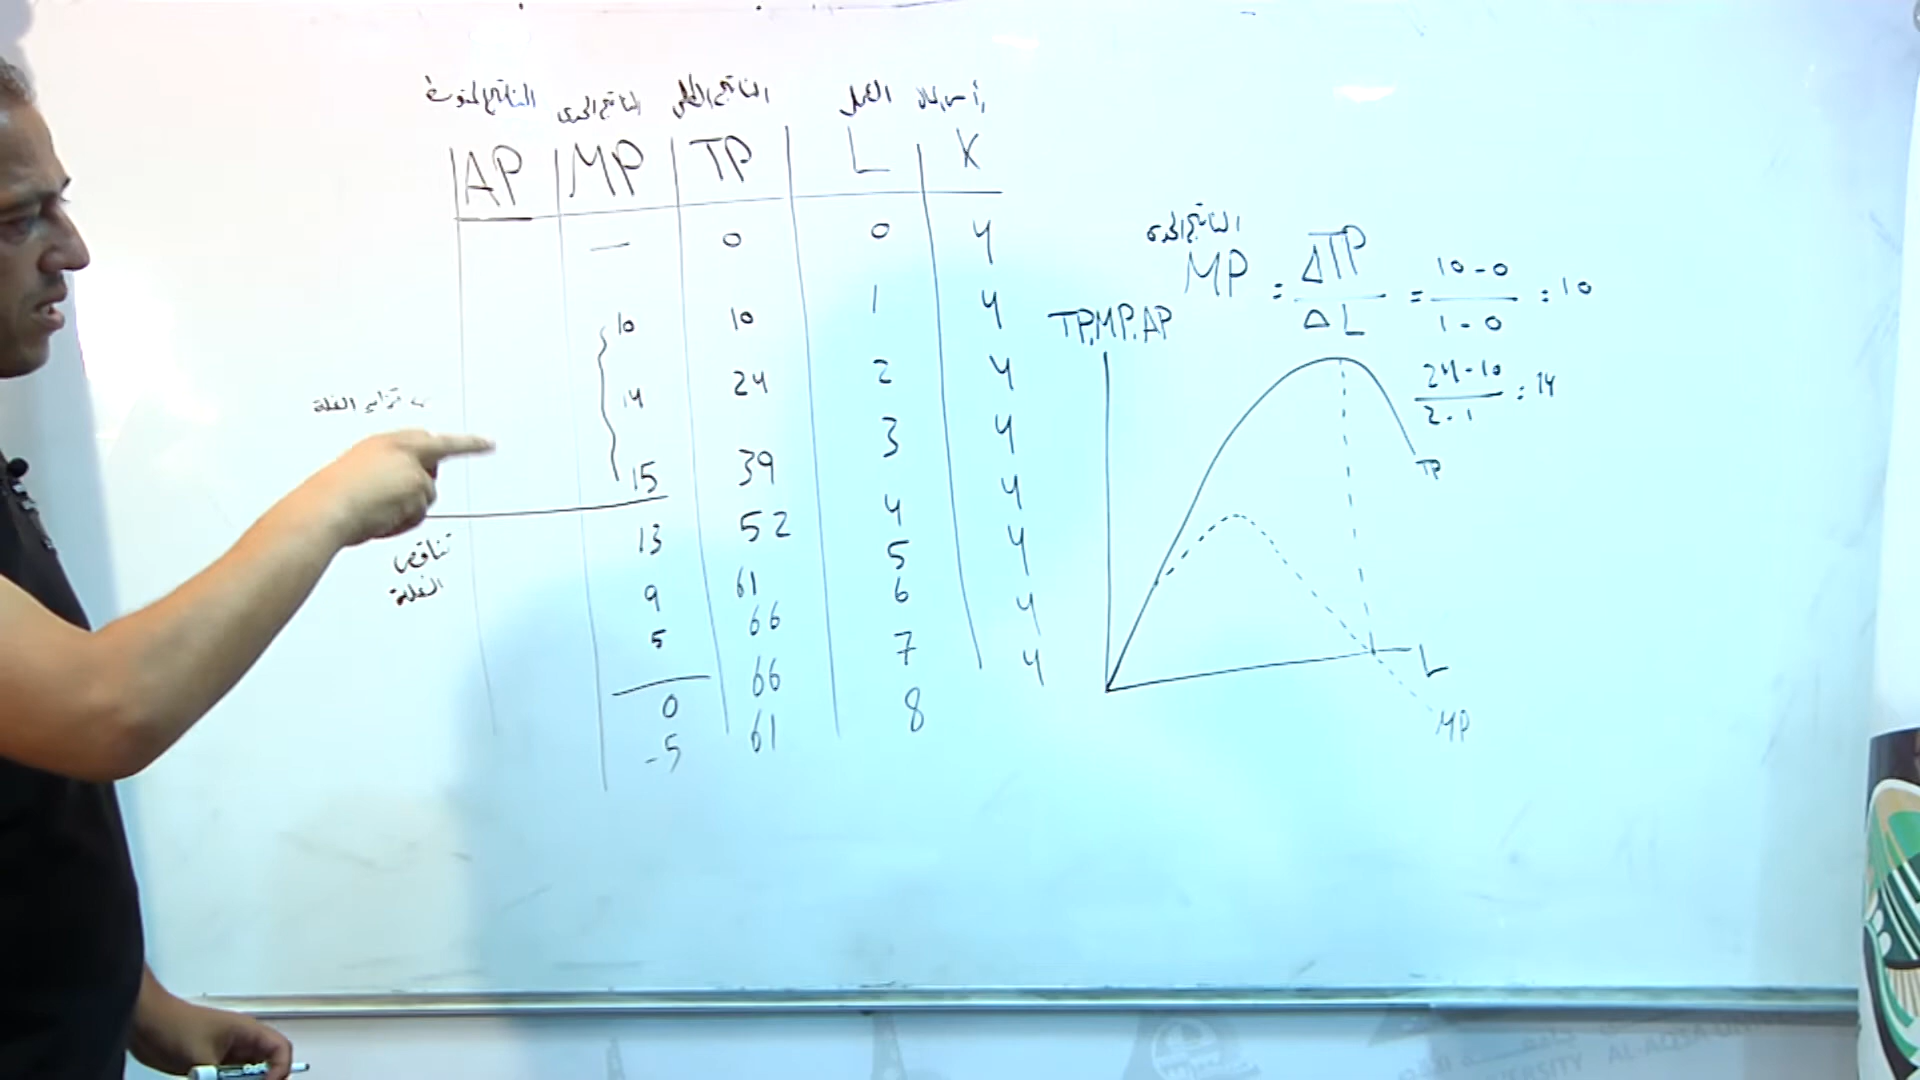 رأس المال العمل الناتج الكلي الناتج الحدي الناتج المتوسط
AP MP TP L K
— 0 0 4
10 10 1 4
14 24 2 4
15 39 3 4
13 52 4 4
9 61 5 4
5 66 6 4
0 66 7 4
-5 61 8
تزايد الغلة
تناقص
الغلة
الناتج الحدي
MP = ΔTP / ΔL = 10-0 / 1-0 = 10
24-10 / 2-1 = 14
TP,MP,AP
TP
L
MP
AL-AQSA UNIVERSITY